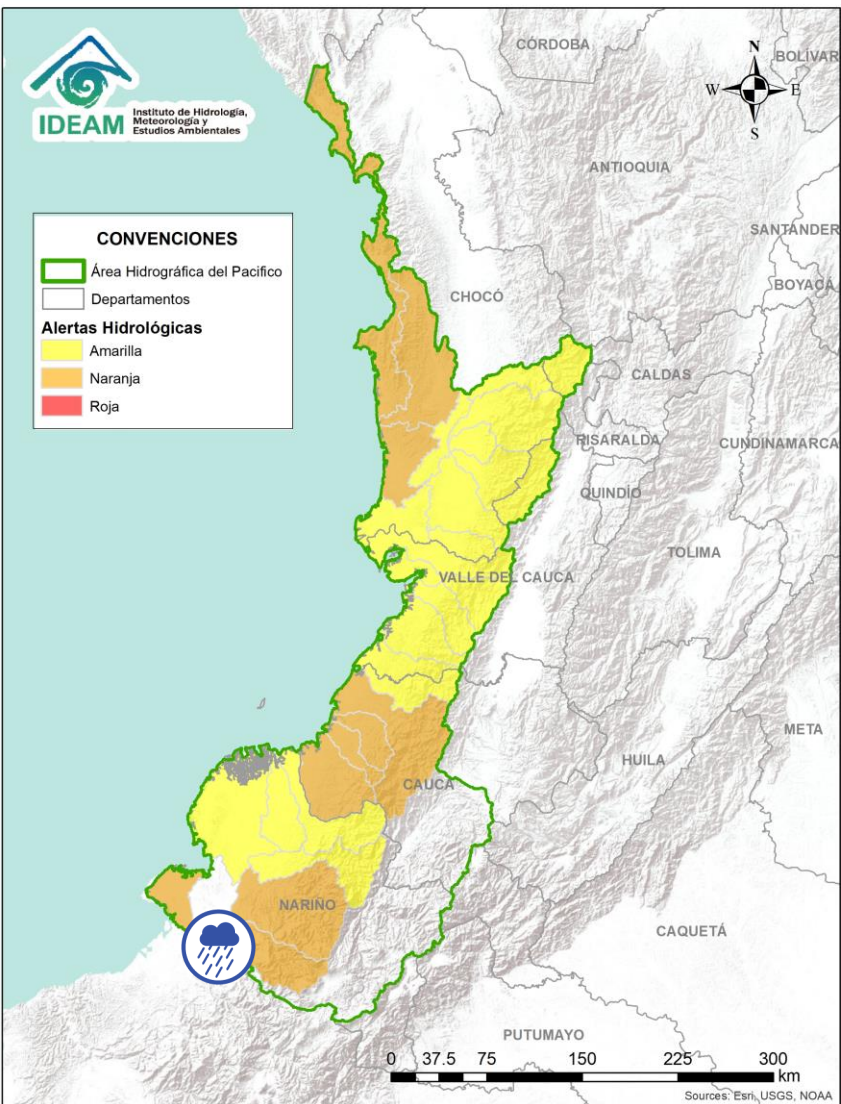 IDEAM
Instituto de Hidrología,
Meteorología y
Estudios Ambientales
N
W
E
S
CÓRDOBA
BOLÍVAR
ANTIOQUIA
SANTANDER
BOYACÁ
CHOCÓ
CALDAS
RISARALDA
CUNDINAMARCA
QUINDÍO
TOLIMA
VALLE DEL CAUCA
META
HUILA
CAUCA
NARIÑO
CAQUETÁ
PUTUMAYO
CONVENCIONES
Área Hidrográfica del Pacifico
Departamentos
Alertas Hidrológicas
Amarilla
Naranja
Roja
0 37.5 75 150 225 300
km
Sources: Esri, USGS, NOAA